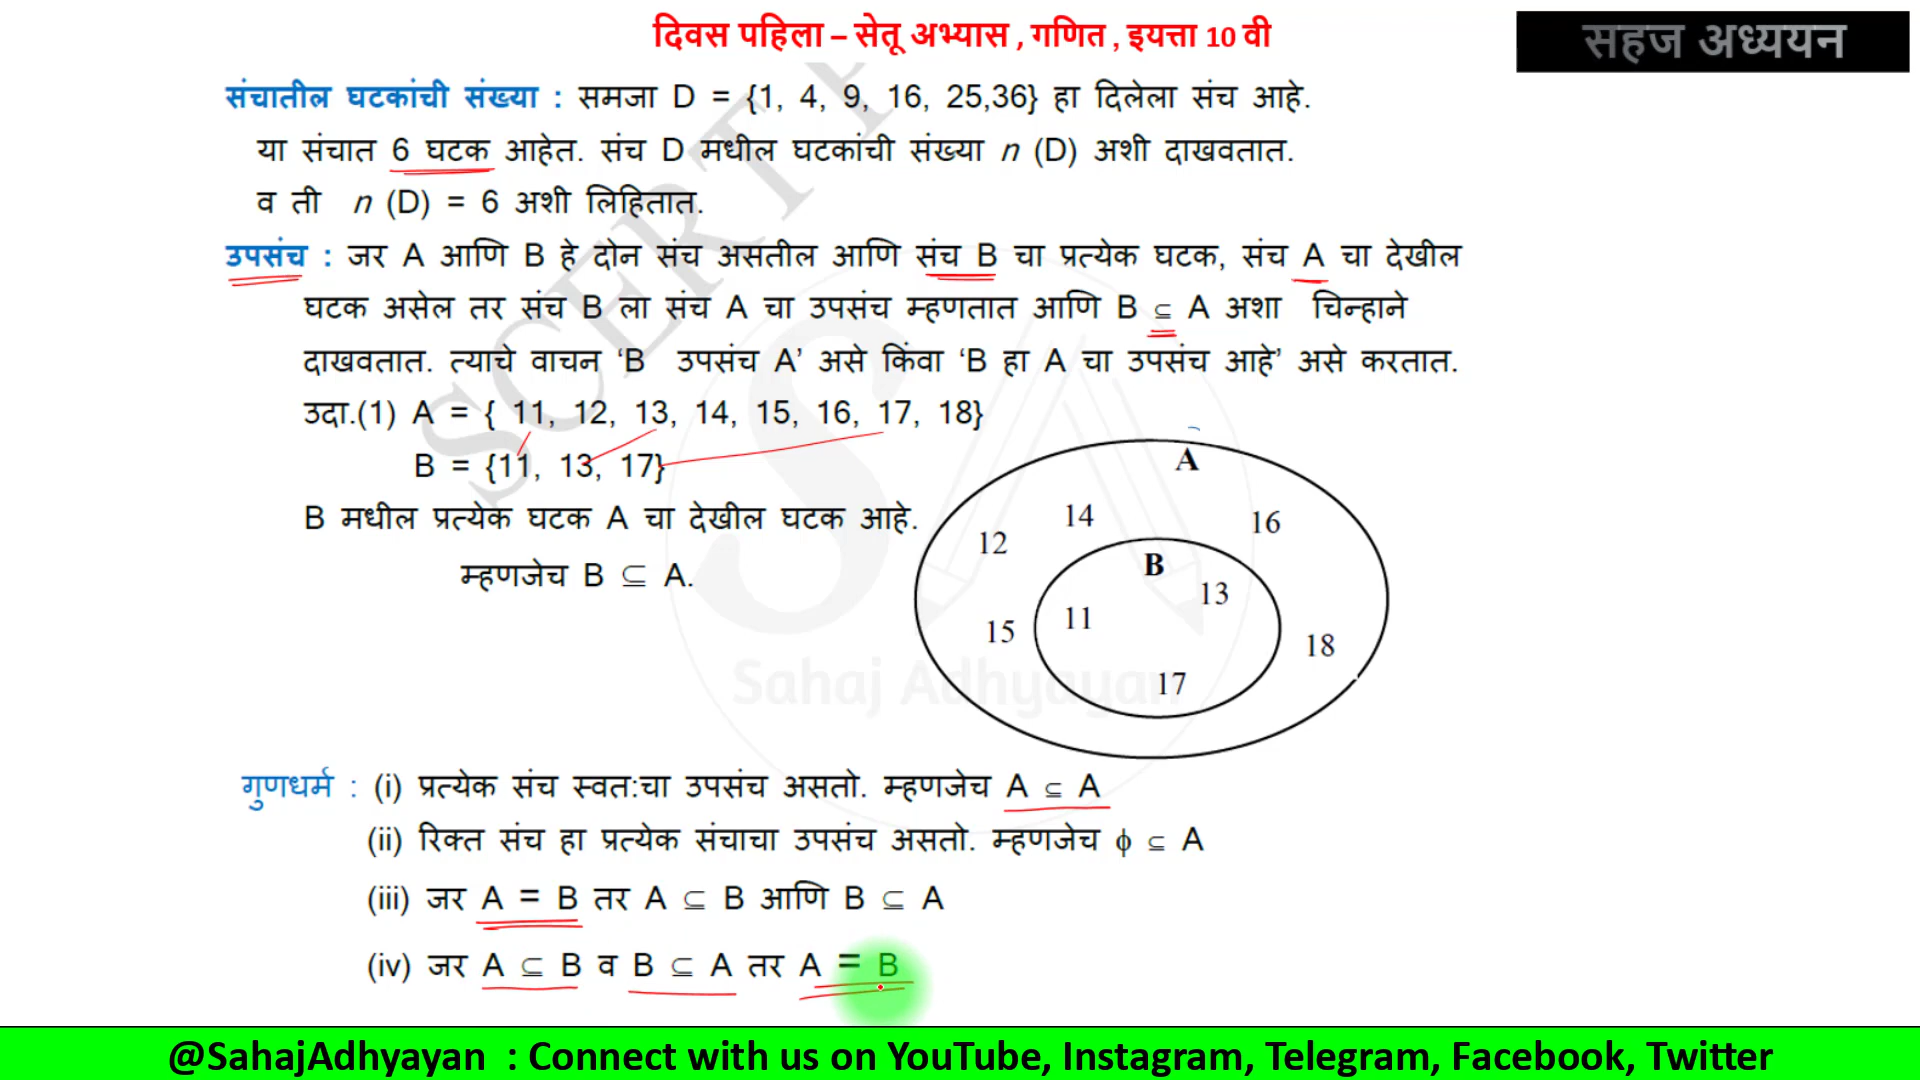 दिवस पहिला – सेतू अभ्यास , गणित , इयत्ता 10 वी
सहज अध्ययन
संचातील घटकांची संख्या : समजा D = {1, 4, 9, 16, 25,36} हा दिलेला संच आहे.
या संचात 6 घटक आहेत. संच D मधील घटकांची संख्या n (D) अशी दाखवतात.
व ती n (D) = 6 अशी लिहितात.
उपसंच : जर A आणि B हे दोन संच असतील आणि संच B चा प्रत्येक घटक, संच A चा देखील
घटक असेल तर संच B ला संच A चा उपसंच म्हणतात आणि B ⊆ A अशा चिन्हाने
दाखवतात. त्याचे वाचन ‘B उपसंच A’ असे किंवा ‘B हा A चा उपसंच आहे’ असे करतात.
उदा.(1) A = { 11, 12, 13, 14, 15, 16, 17, 18}
B = {11, 13, 17}
B मधील प्रत्येक घटक A चा देखील घटक आहे.
म्हणजेच B ⊆ A.
A
14
16
12
B
13
11
15
18
17
गुणधर्म : (i) प्रत्येक संच स्वतःचा उपसंच असतो. म्हणजेच A ⊆ A
(ii) रिक्त संच हा प्रत्येक संचाचा उपसंच असतो. म्हणजेच ϕ ⊆ A
(iii) जर A = B तर A ⊆ B आणि B ⊆ A
(iv) जर A ⊆ B व B ⊆ A तर A = B
SCERT
Sahaj Adhyayan
@SahajAdhyayan : Connect with us on YouTube, Instagram, Telegram, Facebook, Twitter